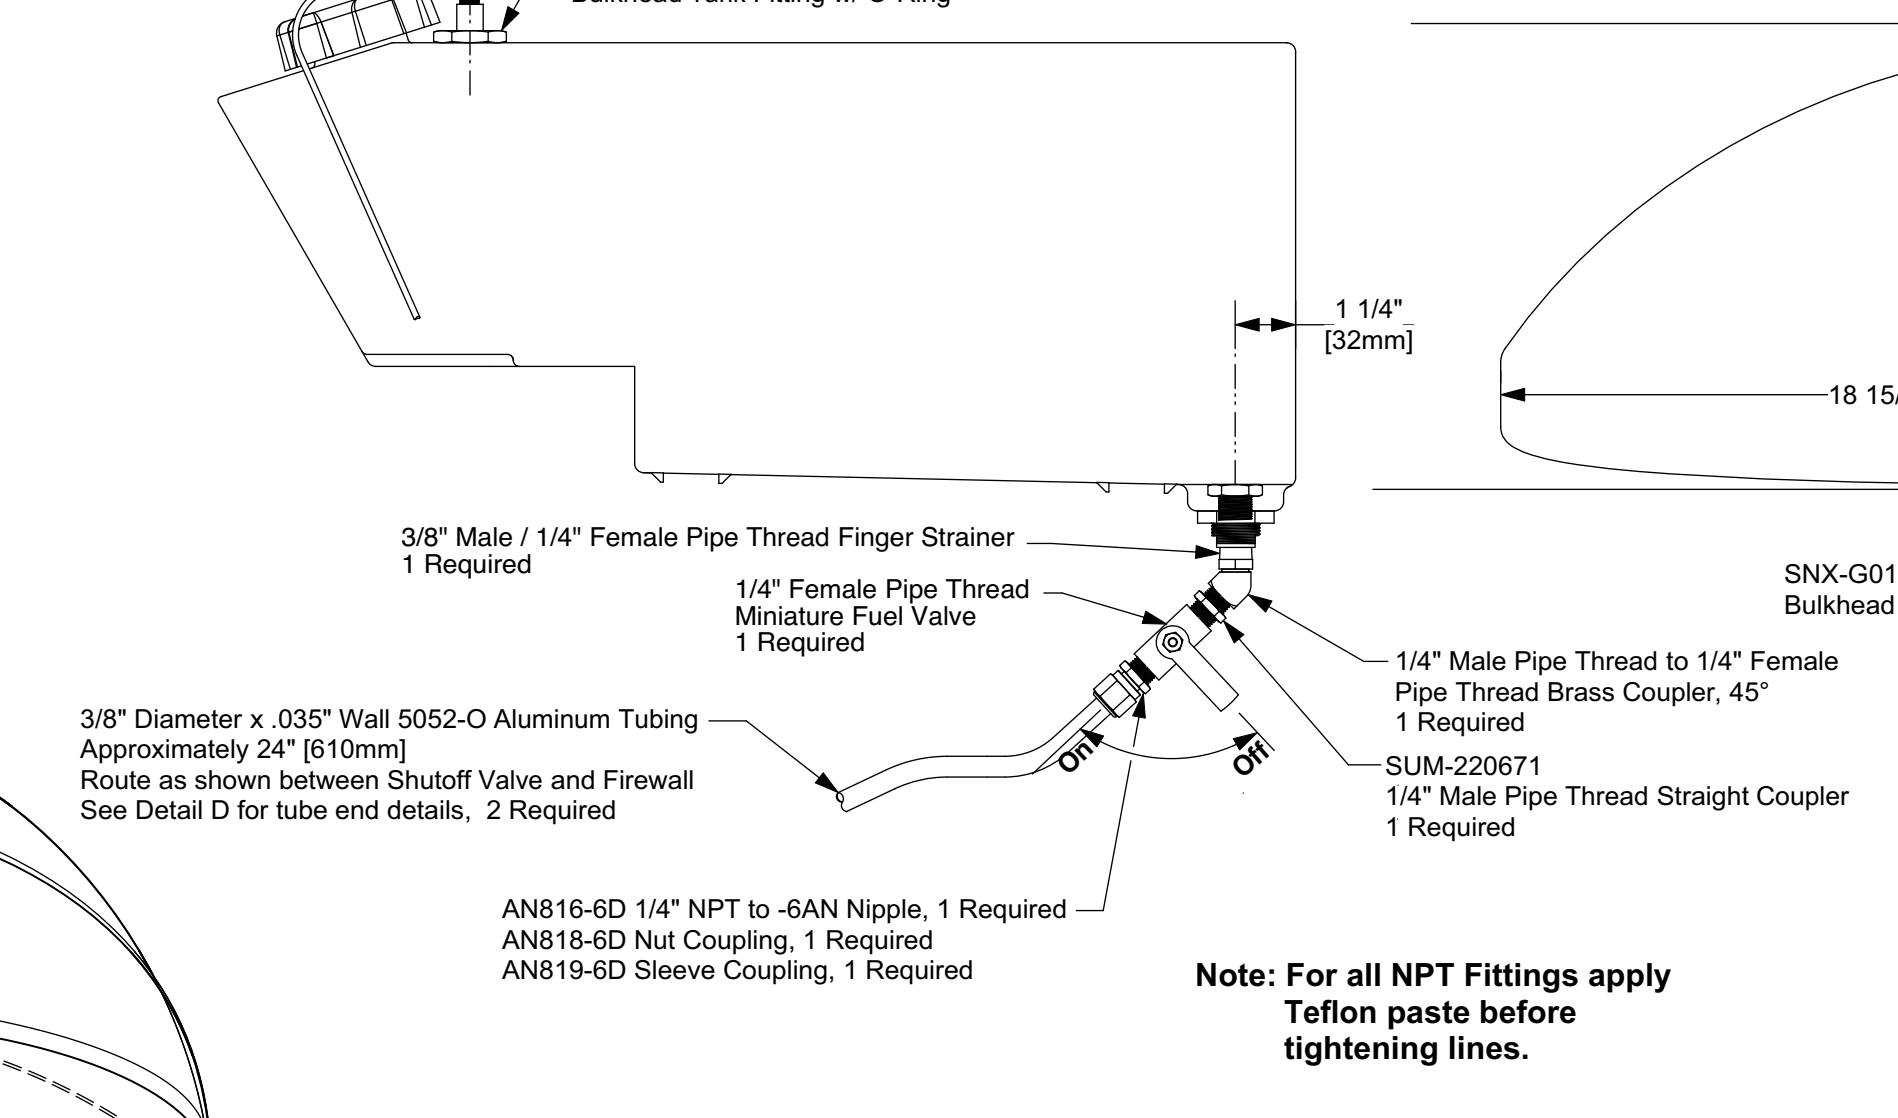 Bulkhead Tank Fitting w/ O-Ring
1 1/4"
[32mm]
18 15/
3/8" Male / 1/4" Female Pipe Thread Finger Strainer
1 Required
1/4" Female Pipe Thread
Miniature Fuel Valve
1 Required
SNX-G01
Bulkhead
1/4" Male Pipe Thread to 1/4" Female
Pipe Thread Brass Coupler, 45°
1 Required
3/8" Diameter x .035" Wall 5052-O Aluminum Tubing
Approximately 24" [610mm]
Route as shown between Shutoff Valve and Firewall
See Detail D for tube end details, 2 Required
On
Off
SUM-220671
1/4" Male Pipe Thread Straight Coupler
1 Required
AN816-6D 1/4" NPT to -6AN Nipple, 1 Required
AN818-6D Nut Coupling, 1 Required
AN819-6D Sleeve Coupling, 1 Required
Note: For all NPT Fittings apply
Teflon paste before
tightening lines.